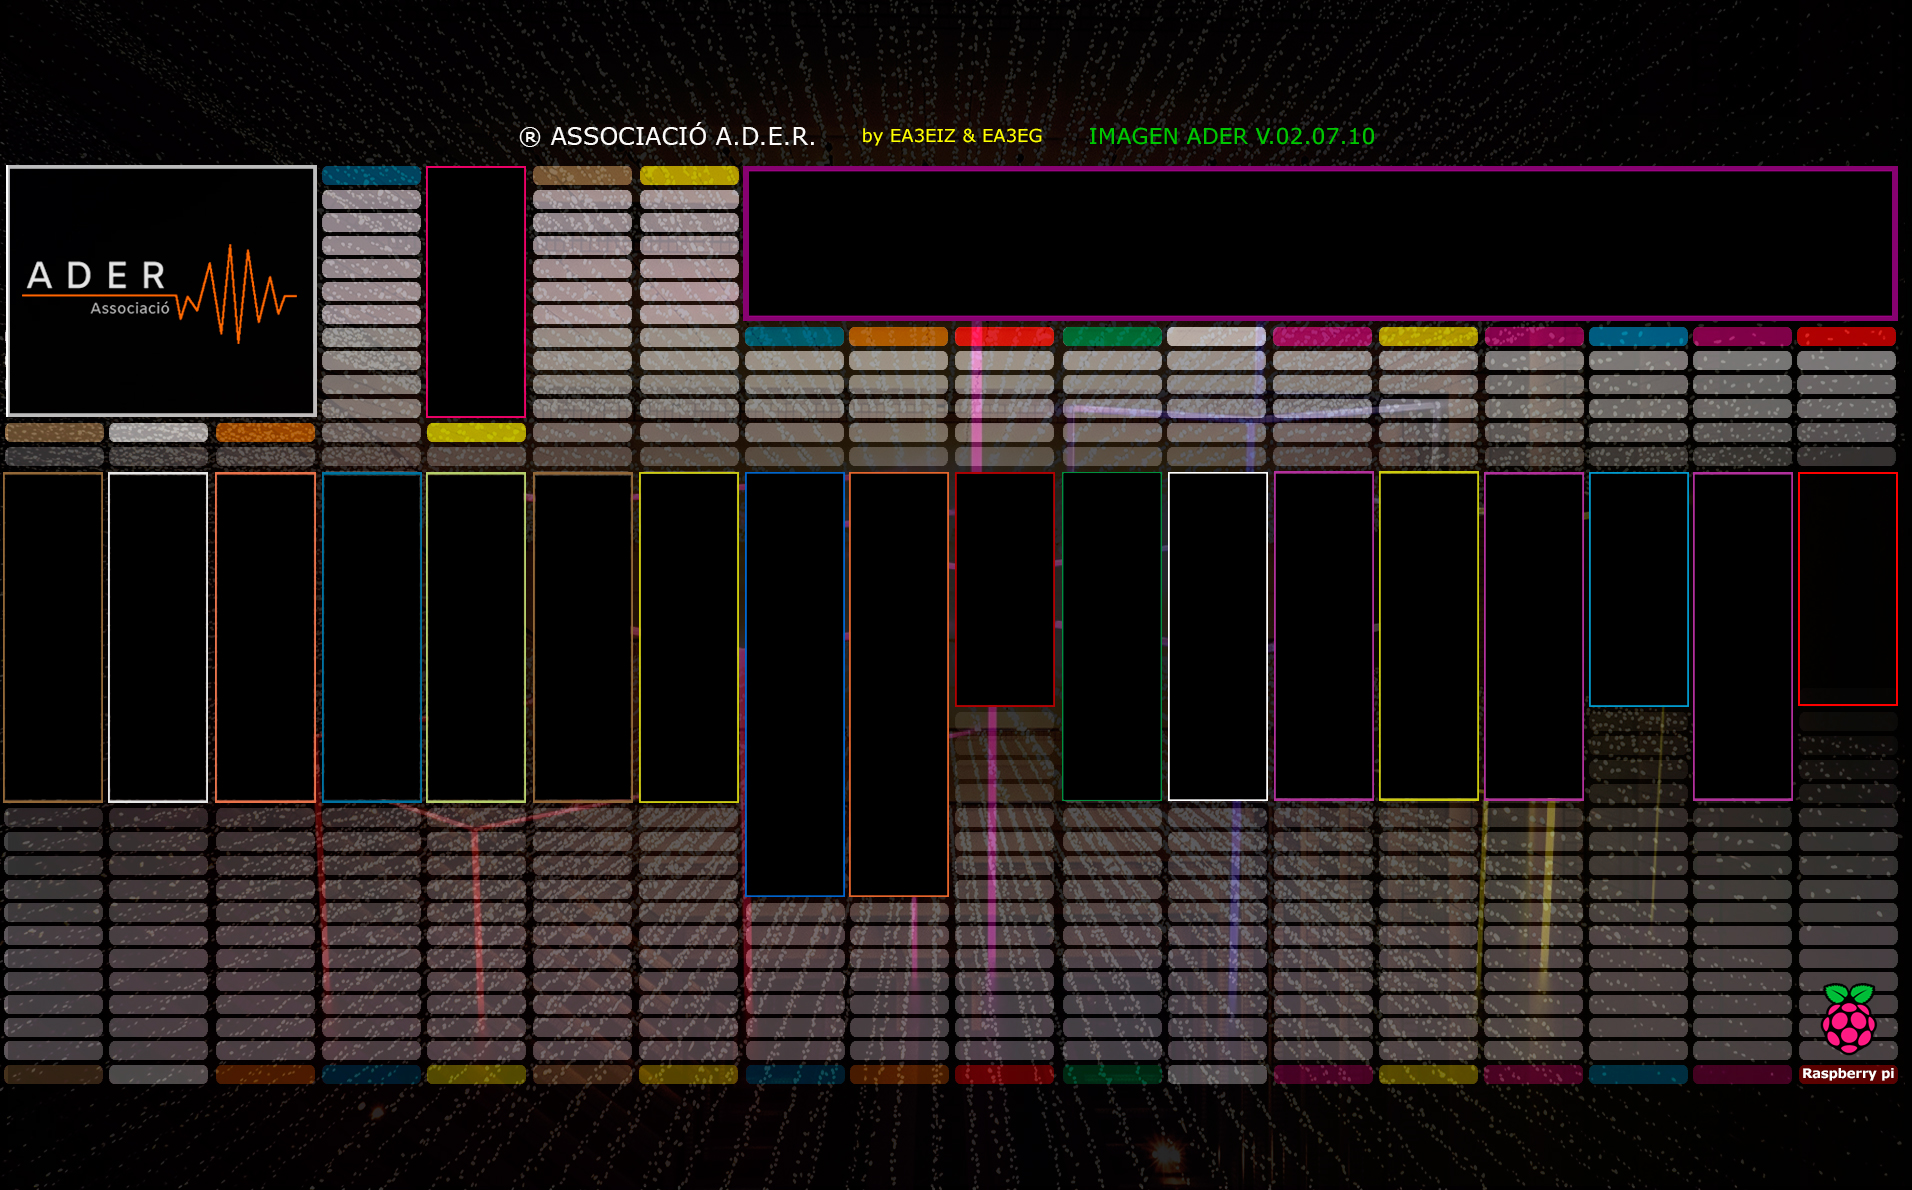 ® ASSOCIACIÓ A.D.E.R. by EA3EIZ & EA3EG IMAGEN ADER V.02.07.10
ADER
Associació
Raspberry pi